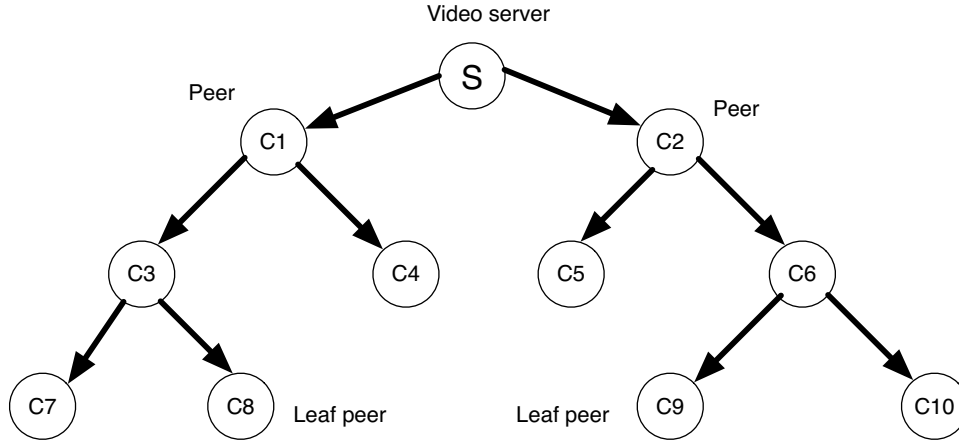 Video server
S
Peer
Peer
C1
C2
C3
C4
C5
C6
C7
C8
Leaf peer
Leaf peer
C9
C10